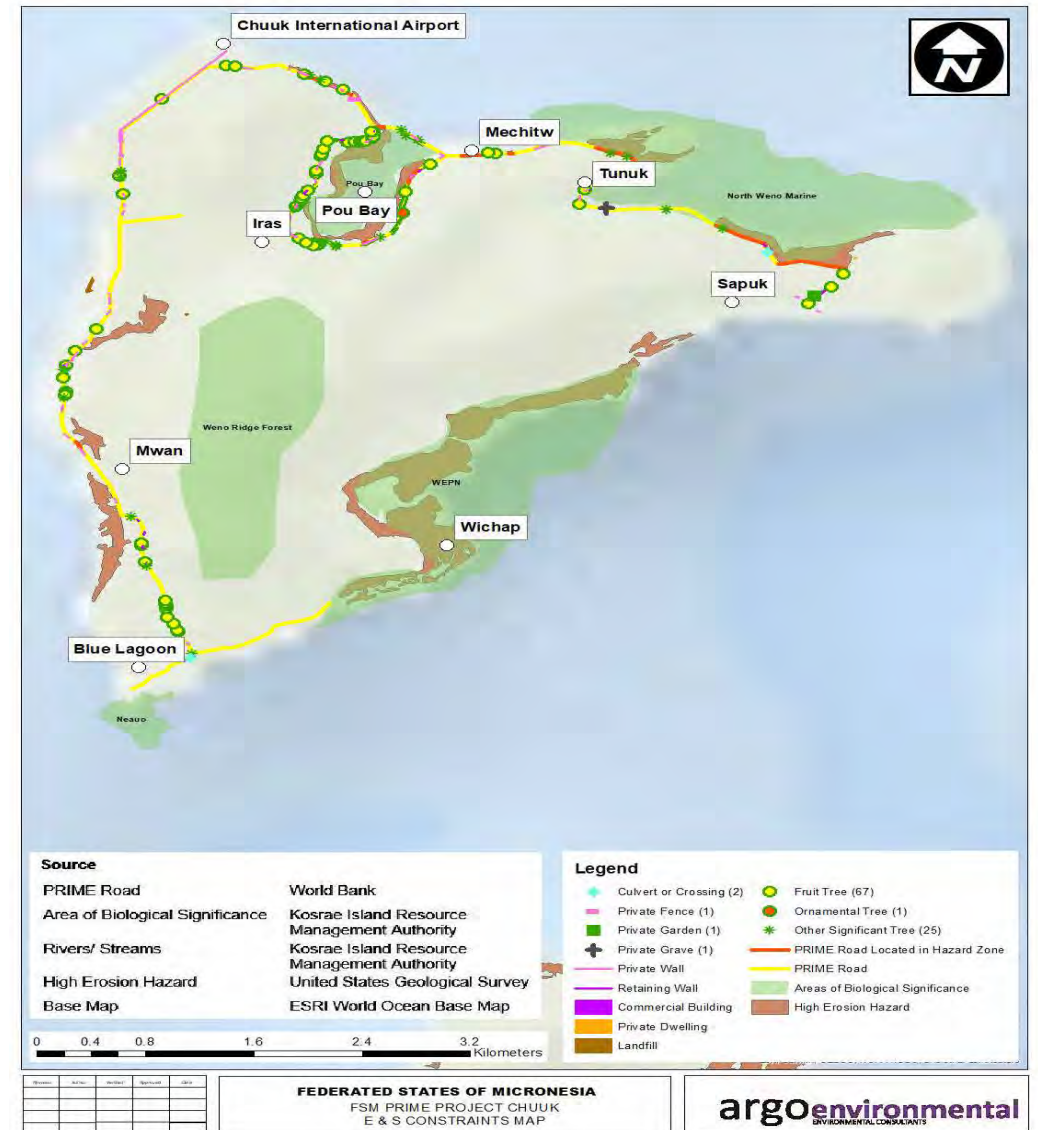 Chuuk International Airport
N
Mechitw
Tunuk
Pou Bay
North Weno Marine
Pou Bay
Iras
Sapuk
Weno Ridge Forest
Mwan
WEPN
Wichap
Blue Lagoon
Neauo
Source
PRIME Road World Bank
Area of Biological Significance Kosrae Island Resource
Management Authority
Rivers/ Streams Kosrae Island Resource
Management Authority
High Erosion Hazard United States Geological Survey
Base Map ESRI World Ocean Base Map
0 0.4 0.8 1.6 2.4 3.2
Kilometers
Legend
Culvert or Crossing (2)
Private Fence (1)
Private Garden (1)
Private Grave (1)
Private Wall
Retaining Wall
Commercial Building
Private Dwelling
Landfill
Fruit Tree (67)
Ornamental Tree (1)
Other Significant Tree (25)
PRIME Road Located in Hazard Zone
PRIME Road
Areas of Biological Significance
High Erosion Hazard
FEDERATED STATES OF MICRONESIA
FSM PRIME PROJECT CHUUK
E & S CONSTRAINTS MAP
argoenvironmental
ENVIRONMENTAL CONSULTANTS